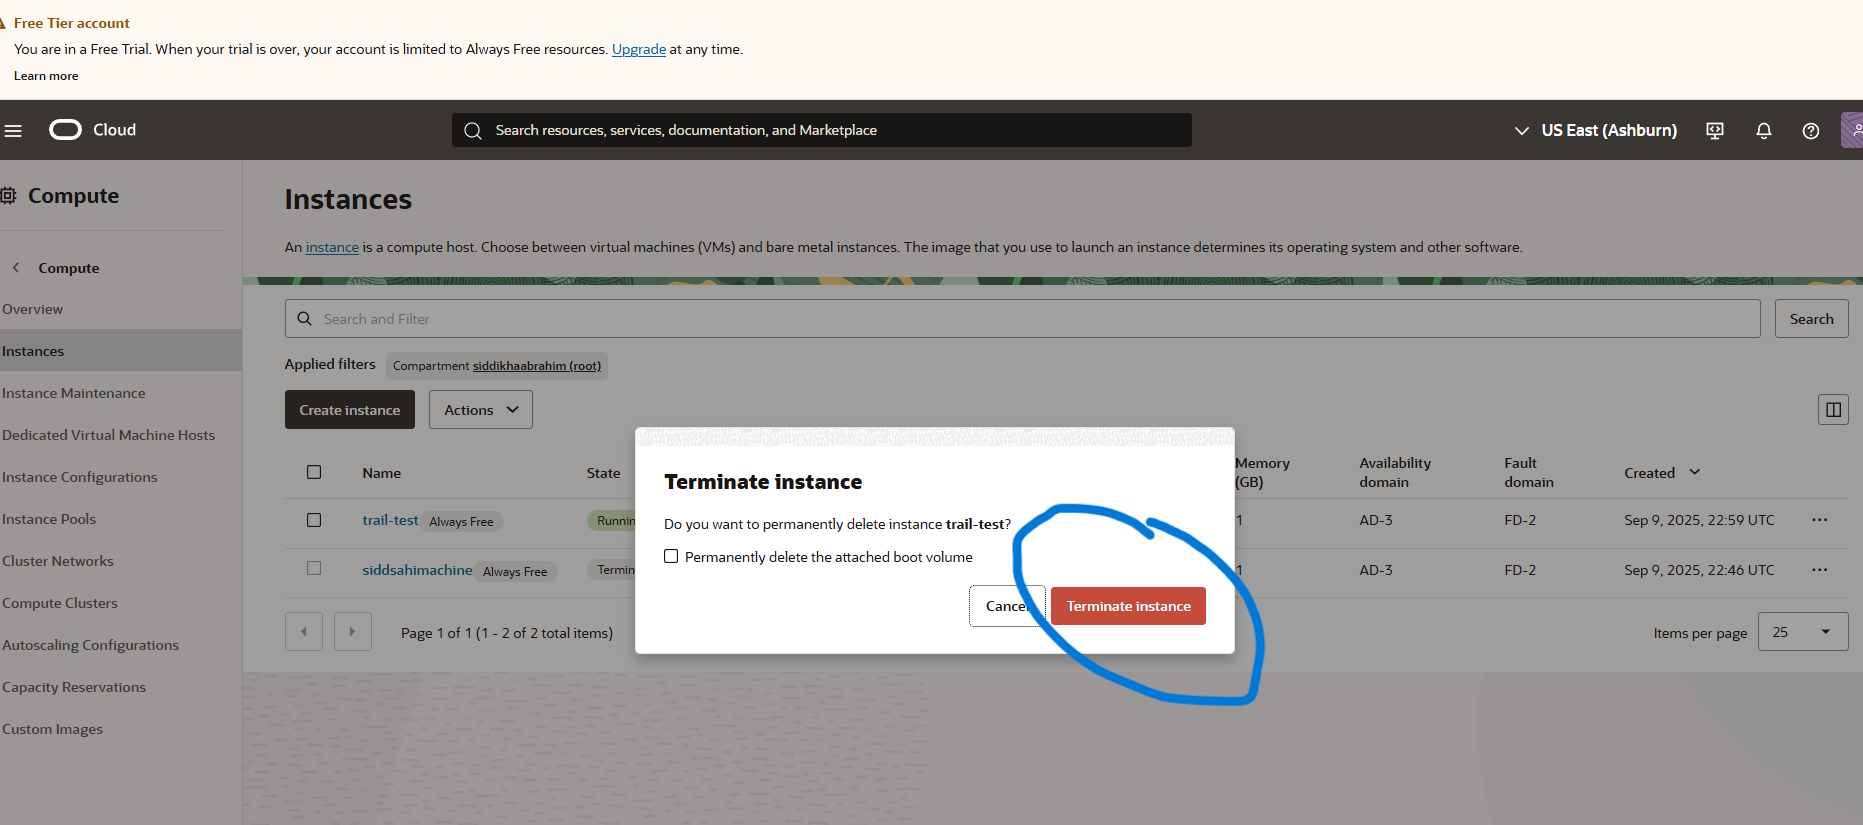 Free Tier account
You are in a Free Trial. When your trial is over, your account is limited to Always Free resources. Upgrade at any time.
Learn more
Cloud
Search resources, services, documentation, and Marketplace
US East (Ashburn)
Compute
Compute
Overview
Instances
Instance Maintenance
Dedicated Virtual Machine Hosts
Instance Configurations
Instance Pools
Cluster Networks
Compute Clusters
Autoscaling Configurations
Capacity Reservations
Custom Images
Instances
An instance is a compute host. Choose between virtual machines (VMs) and bare metal instances. The image that you use to launch an instance determines its operating system and other software.
Search and Filter
Search
Applied filters Compartment siddikhaabrahim (root)
Create instance Actions
Name State Memory (GB) Availability domain Fault domain Created
trail-test Always Free Runnin 1 AD-3 FD-2 Sep 9, 2025, 22:59 UTC
siddsahimachine Always Free Termin 1 AD-3 FD-2 Sep 9, 2025, 22:46 UTC
Page 1 of 1 (1 - 2 of 2 total items)
Items per page 25
Terminate instance
Do you want to permanently delete instance trail-test?
Permanently delete the attached boot volume
Cancel Terminate instance